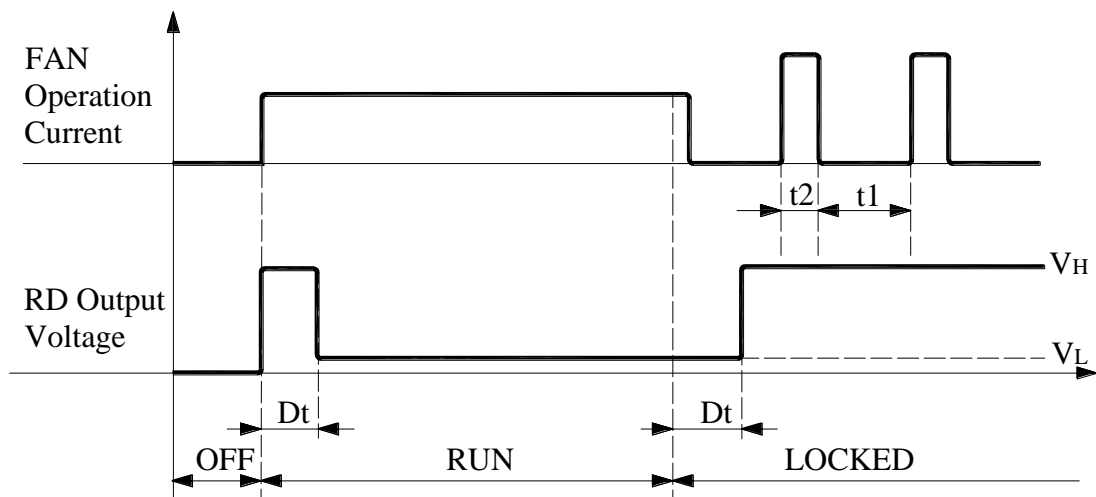 FAN
Operation
Current
t2
t1
VH
RD Output
Voltage
VL
Dt
Dt
OFF
RUN
LOCKED